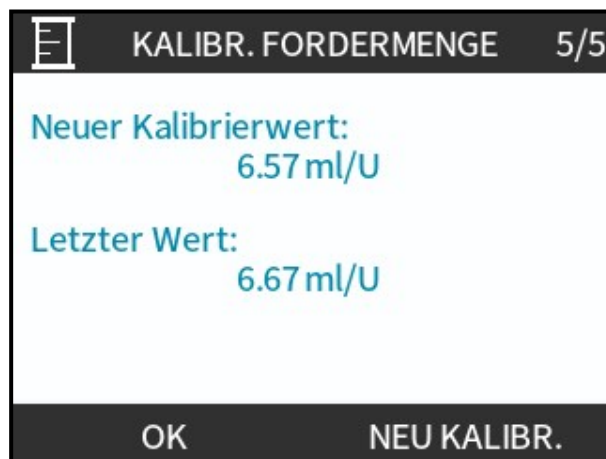 KALIBR. FORDERMENGE 5/5
Neuer Kalibrierwert:
6.57 ml/U
Letzter Wert:
6.67 ml/U
OK NEU KALIBR.